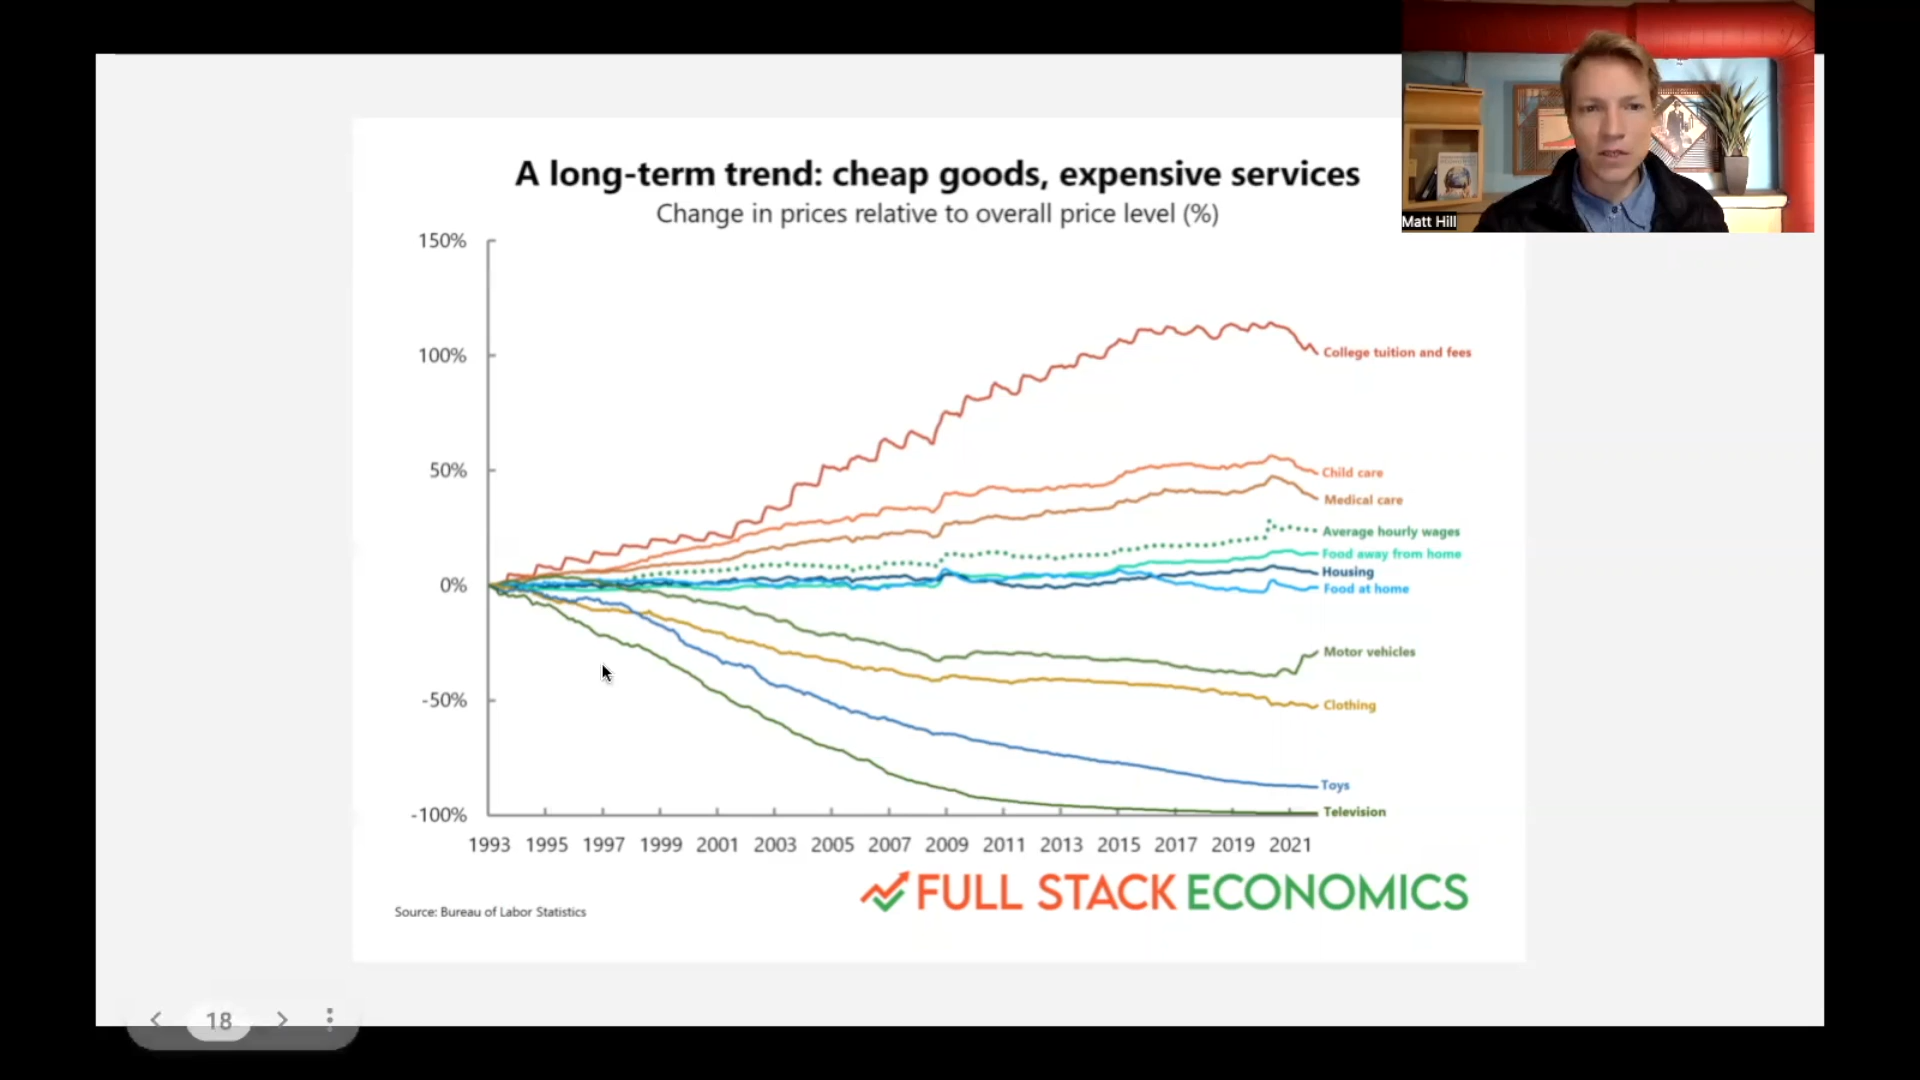 A long-term trend: cheap goods, expensive services
Change in prices relative to overall price level (%)
Matt Hill
150%
100%
50%
0%
-50%
-100%
College tuition and fees
Child care
Medical care
Average hourly wages
Food away from home
Housing
Food at home
Motor vehicles
Clothing
Toys
Television
1993 1995 1997 1999 2001 2003 2005 2007 2009 2011 2013 2015 2017 2019 2021
FULL STACK ECONOMICS
Source: Bureau of Labor Statistics
18